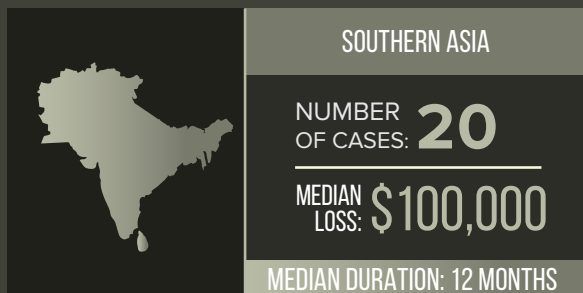 SOUTHERN ASIA
NUMBER
OF CASES: 20
MEDIAN
LOSS: $100,000
MEDIAN DURATION: 12 MONTHS